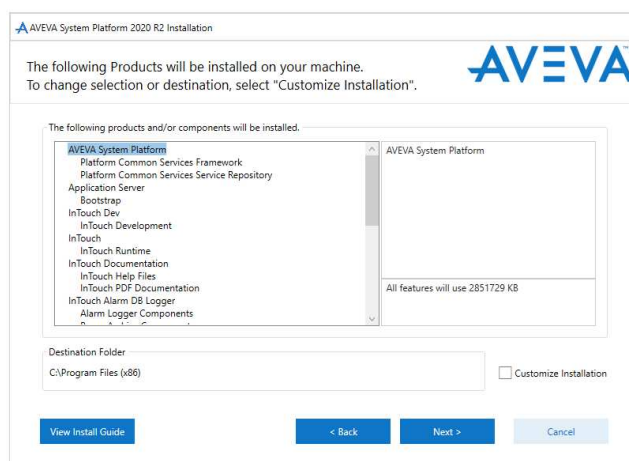 AVEVA System Platform 2020 R2 Installation
The following Products will be installed on your machine.
To change selection or destination, select "Customize Installation".
AVEVA™
The following products and/or components will be installed.
AVEVA System Platform
Platform Common Services Framework
Platform Common Services Service Repository
Application Server
Bootstrap
InTouch Dev
InTouch Development
InTouch
InTouch Runtime
InTouch Documentation
InTouch Help Files
InTouch PDF Documentation
InTouch Alarm DB Logger
Alarm Logger Components
AVEVA System Platform
All features will use 2851729 KB
Destination Folder
C:\Program Files (x86)
Customize Installation
View Install Guide
< Back
Next >
Cancel